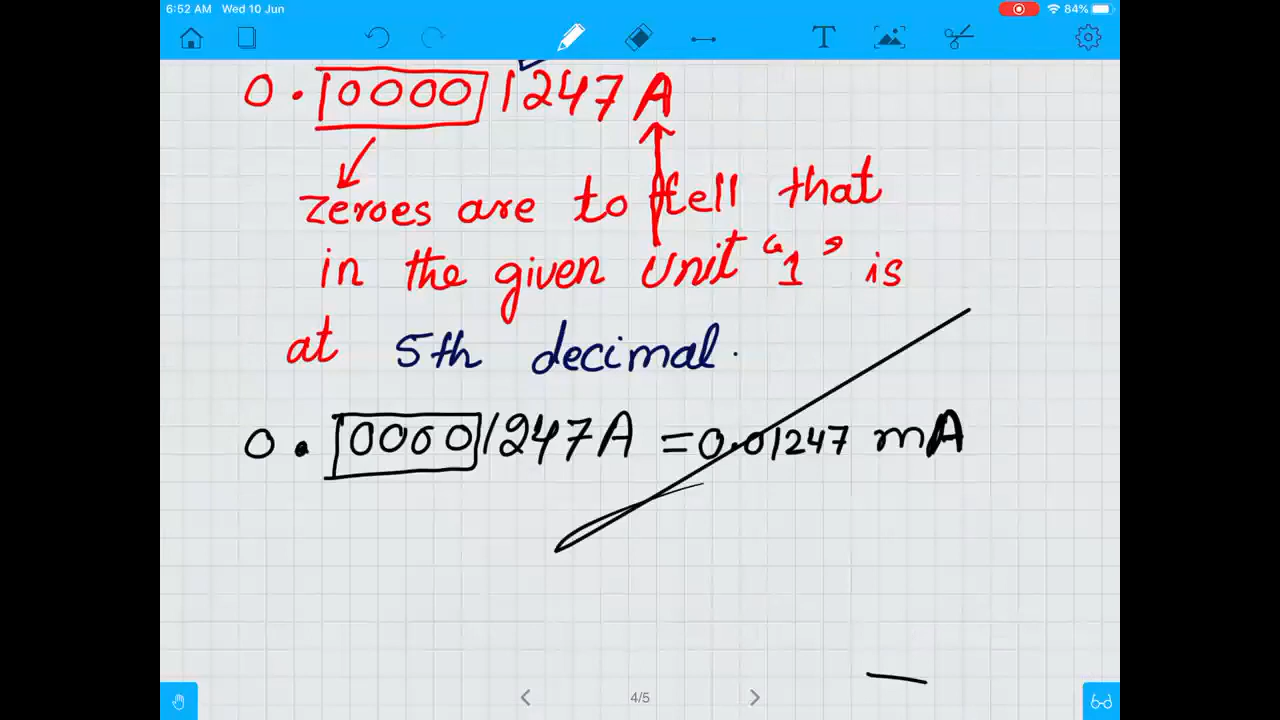 6:52 AM Wed 10 Jun 84%
T
0.00001247A
zeroes are to tell that
in the given unit "1" is
at 5th decimal.
0.00001247A = 0.01247 mA
4/5